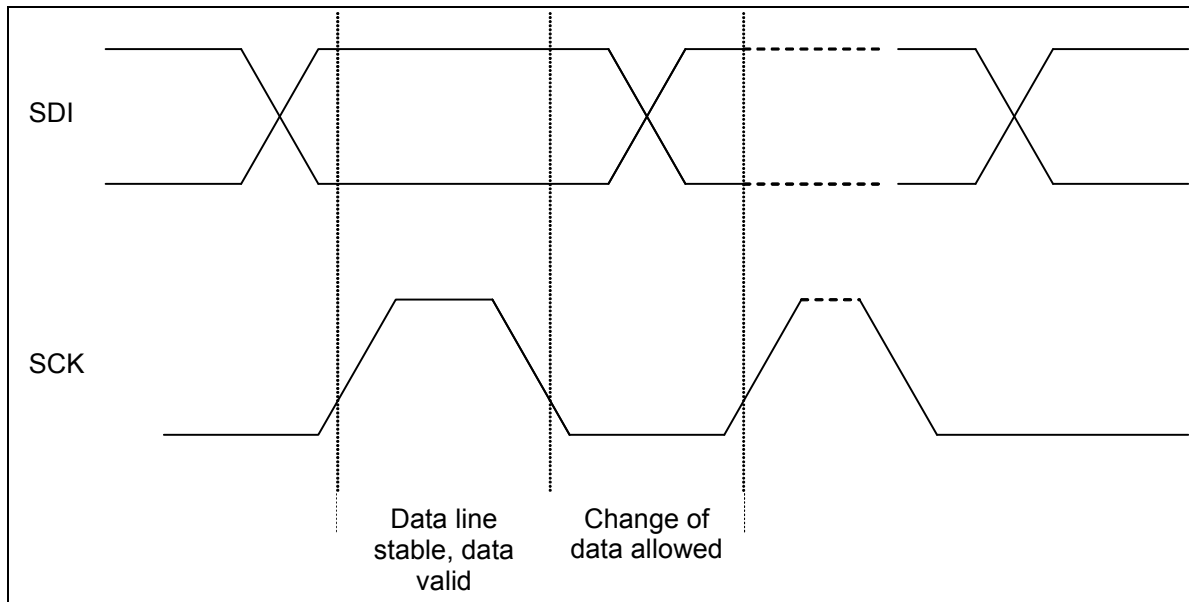 SDI
SCK
Data line
stable, data
valid
Change of
data allowed